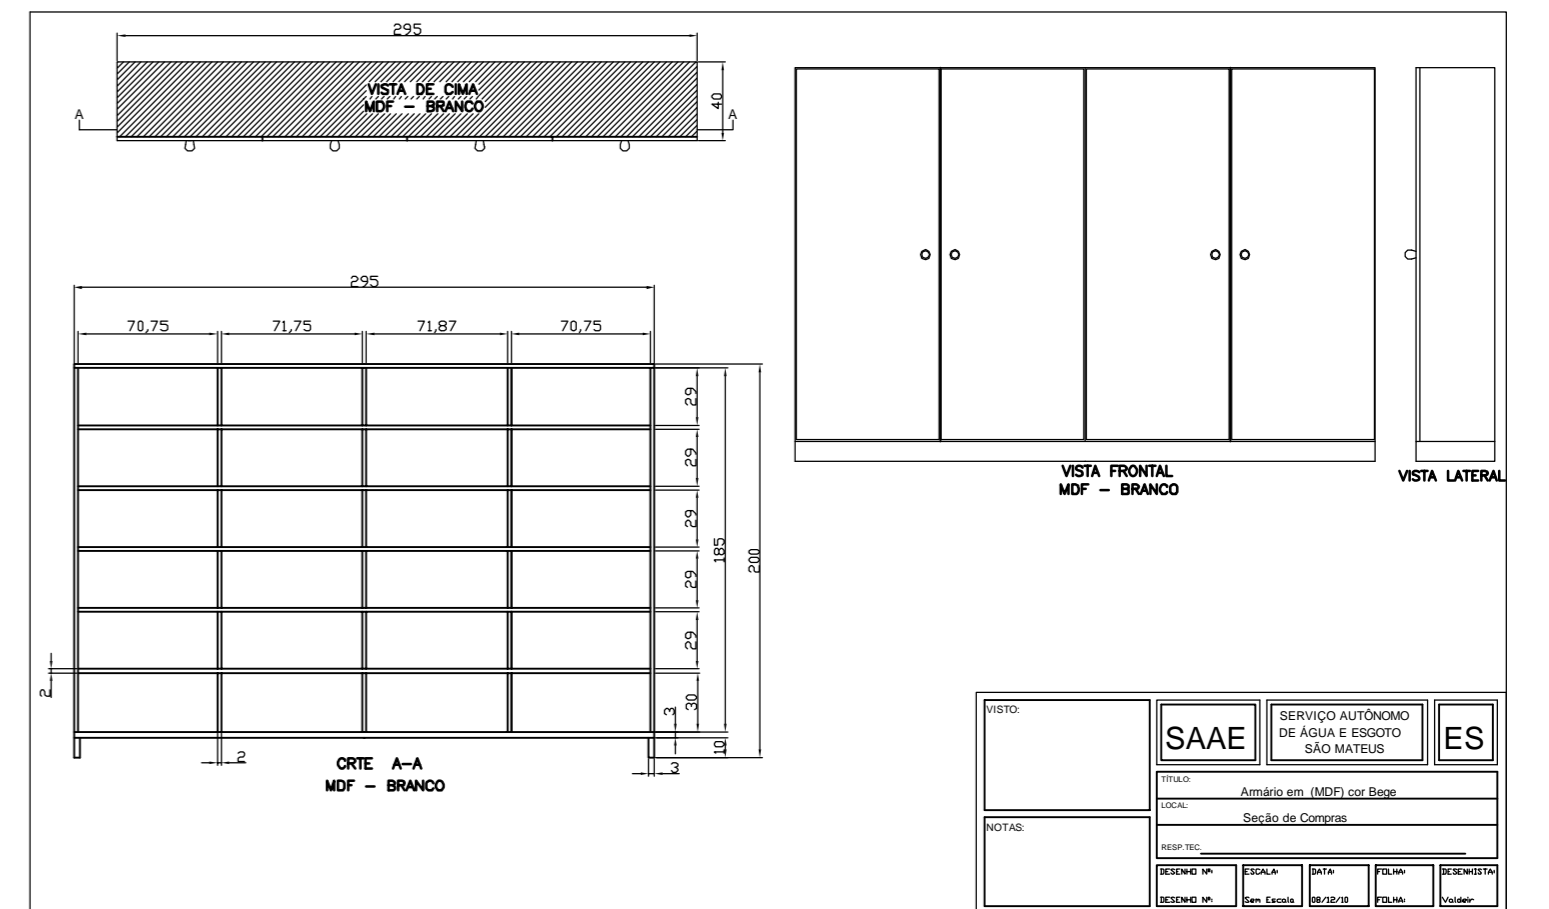 295
VISTA DE CIMA
MDF - BRANCO
40
A
A
VISTA FRONTAL
MDF - BRANCO
VISTA LATERAL
295
70,75
71,75
71,87
70,75
29
29
29
29
29
30
185
200
2
3
10
2
3
CRTE A-A
MDF - BRANCO
VISTO:
NOTAS:
SAAE
SERVIÇO AUTÔNOMO
DE ÁGUA E ESGOTO
SÃO MATEUS
ES
TÍTULO:
Armário em (MDF) cor Bege
LOCAL:
Seção de Compras
RESP.TEC.
DESENHO Nº:
ESCALA:
DATA:
FOLHA:
DESENHISTA:
DESENHO Nº:
Sem Escala
08/12/10
FOLHA:
Valdeir